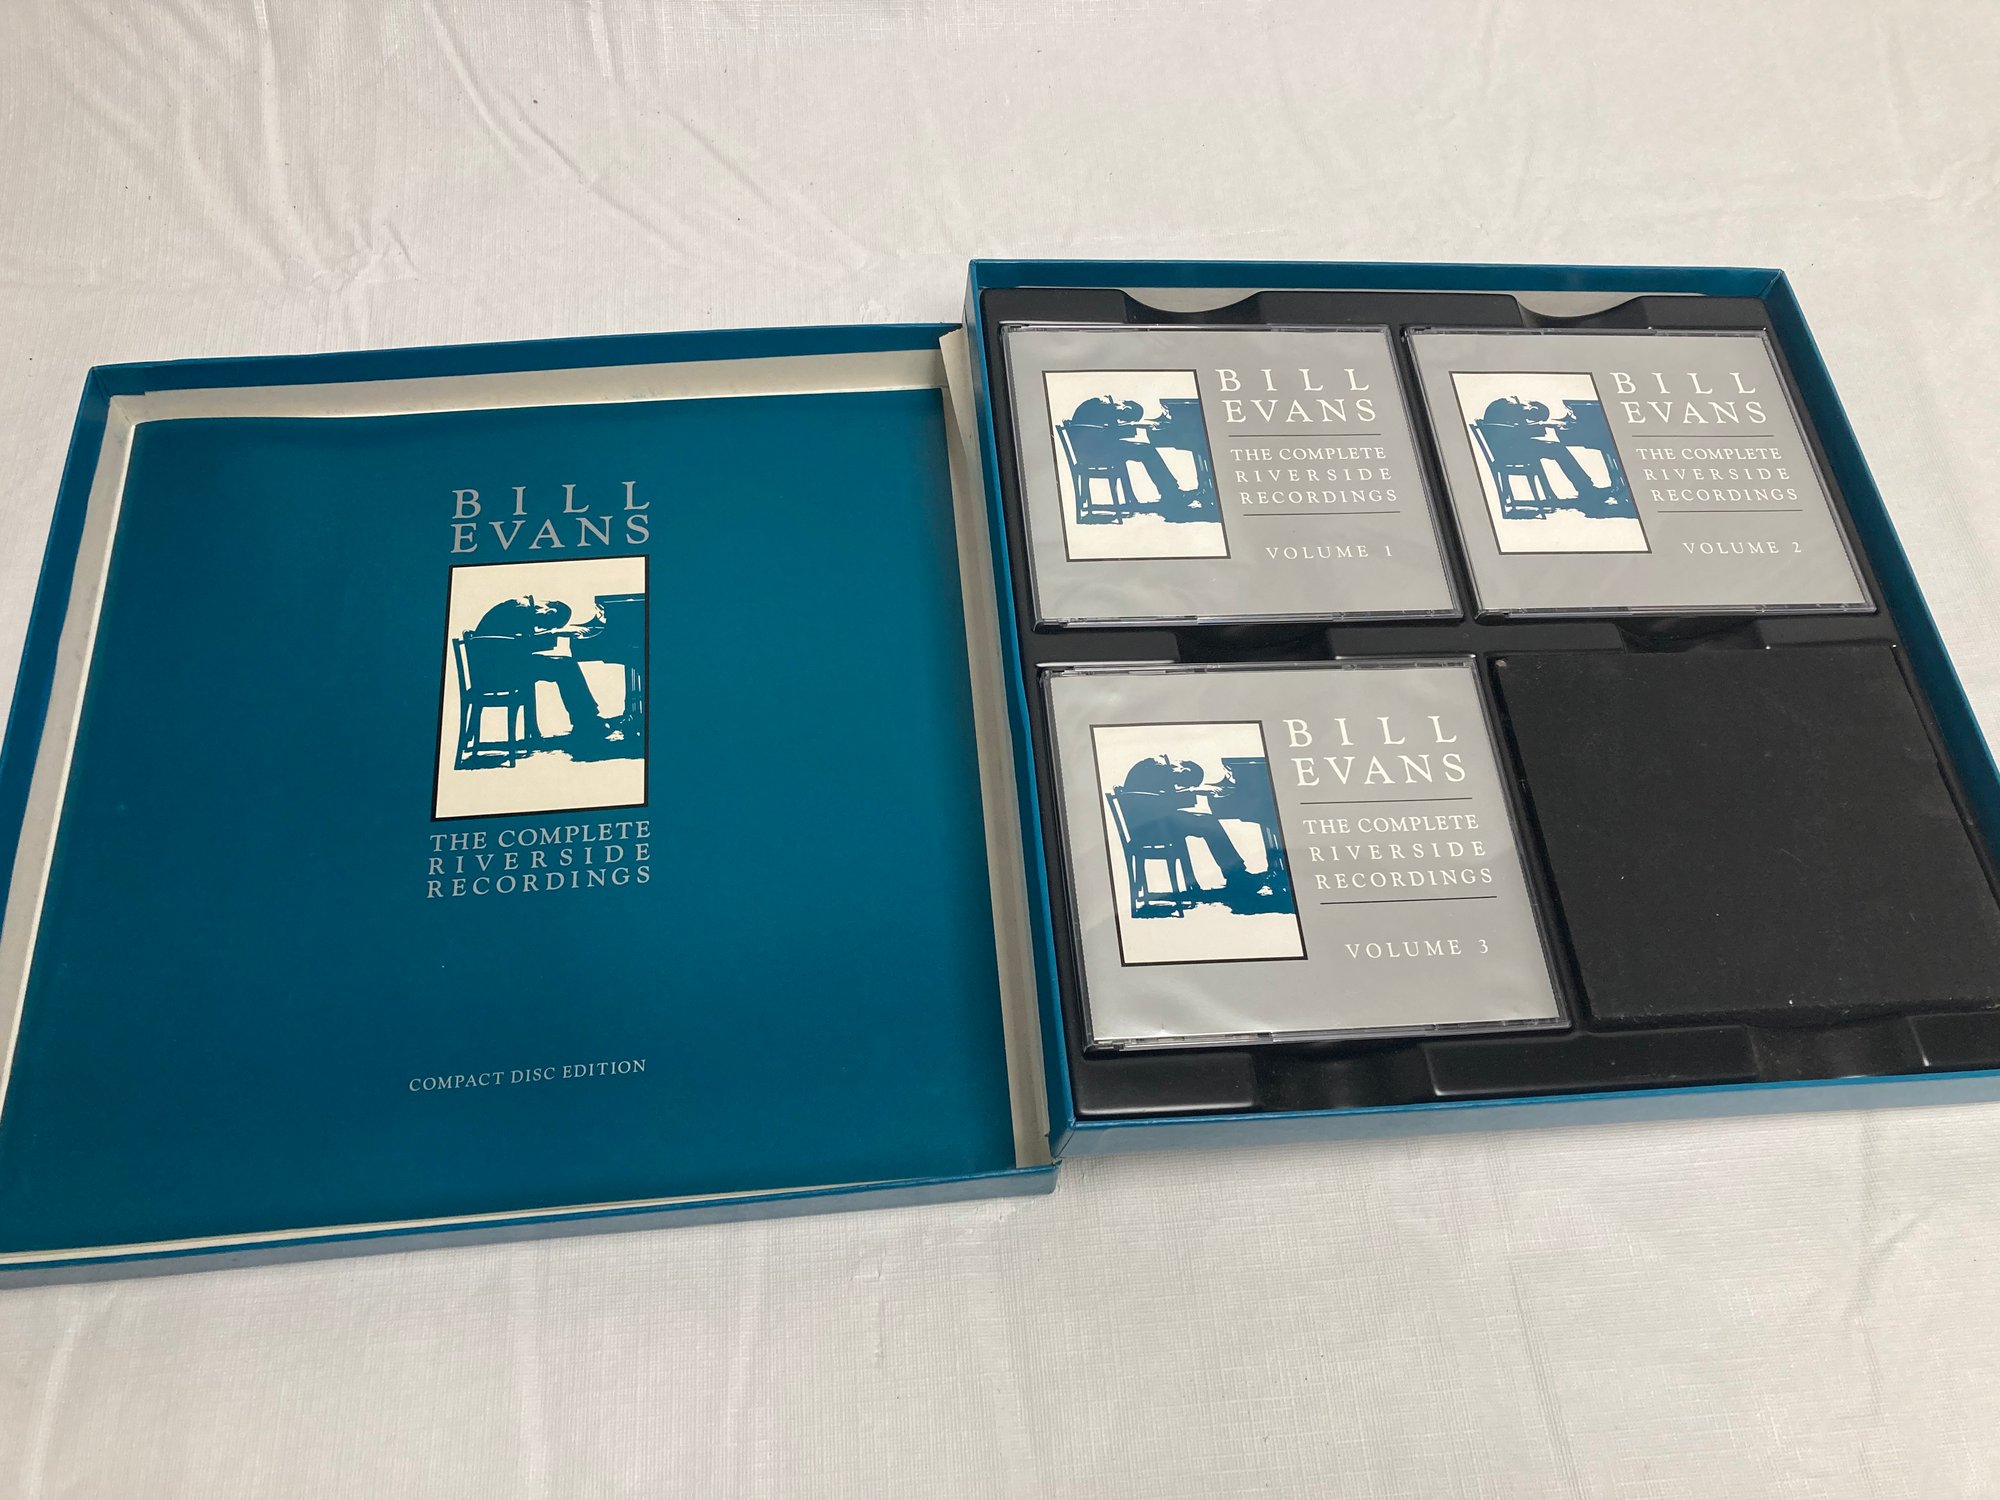 BILL
EVANS
THE COMPLETE
RIVERSIDE
RECORDINGS
COMPACT DISC EDITION
BILL
EVANS
THE COMPLETE
RIVERSIDE
RECORDINGS
VOLUME 1
BILL
EVANS
THE COMPLETE
RIVERSIDE
RECORDINGS
VOLUME 2
BILL
EVANS
THE COMPLETE
RIVERSIDE
RECORDINGS
VOLUME 3